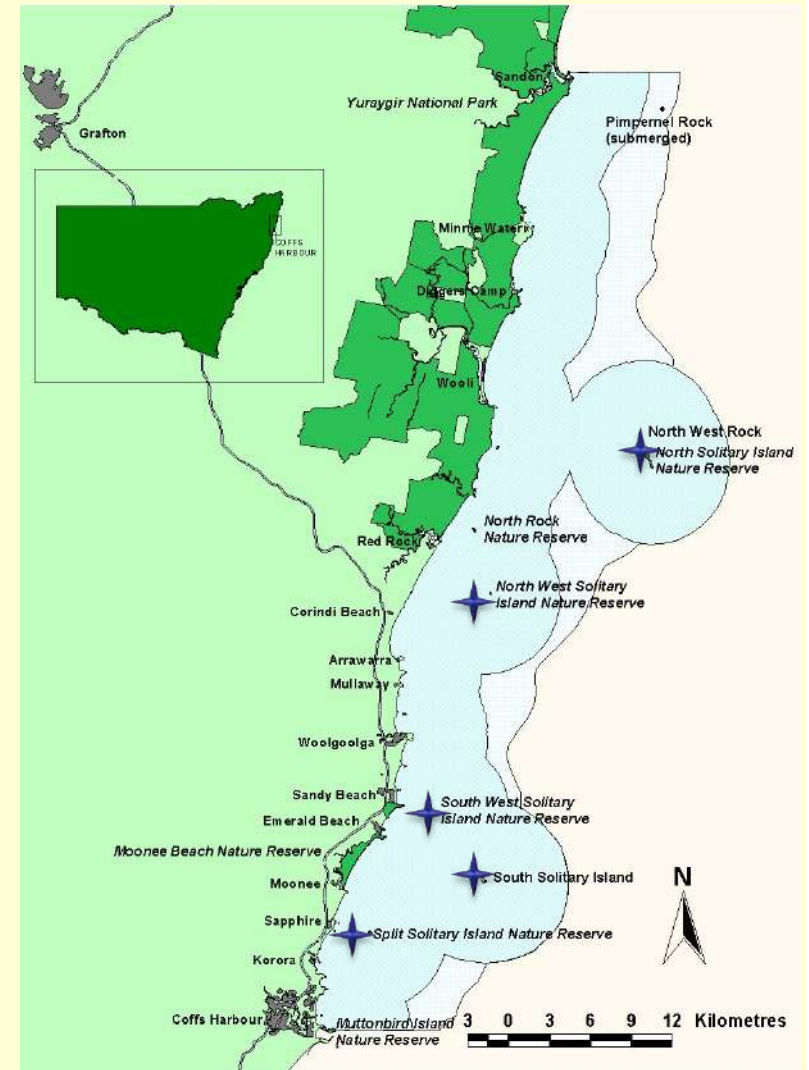 Sandon
Yuraygir National Park
Pimpernel Rock
(submerged)
Grafton
Minnie Water
COFFS
HARBOUR
Diggers Camp
Wooli
North West Rock
North Solitary Island
Nature Reserve
North Rock
Nature Reserve
Red Rock
North West Solitary
Island Nature Reserve
Corindi Beach
Arrawarra
Mullaway
Woolgoolga
Sandy Beach
South West Solitary
Island Nature Reserve
Emerald Beach
Moonee Beach Nature Reserve
Moonee
South Solitary Island
N
Sapphire
Split Solitary Island Nature Reserve
Korora
Coffs Harbour
Muttonbird Island
Nature Reserve
3 0 3 6 9 12 Kilometres